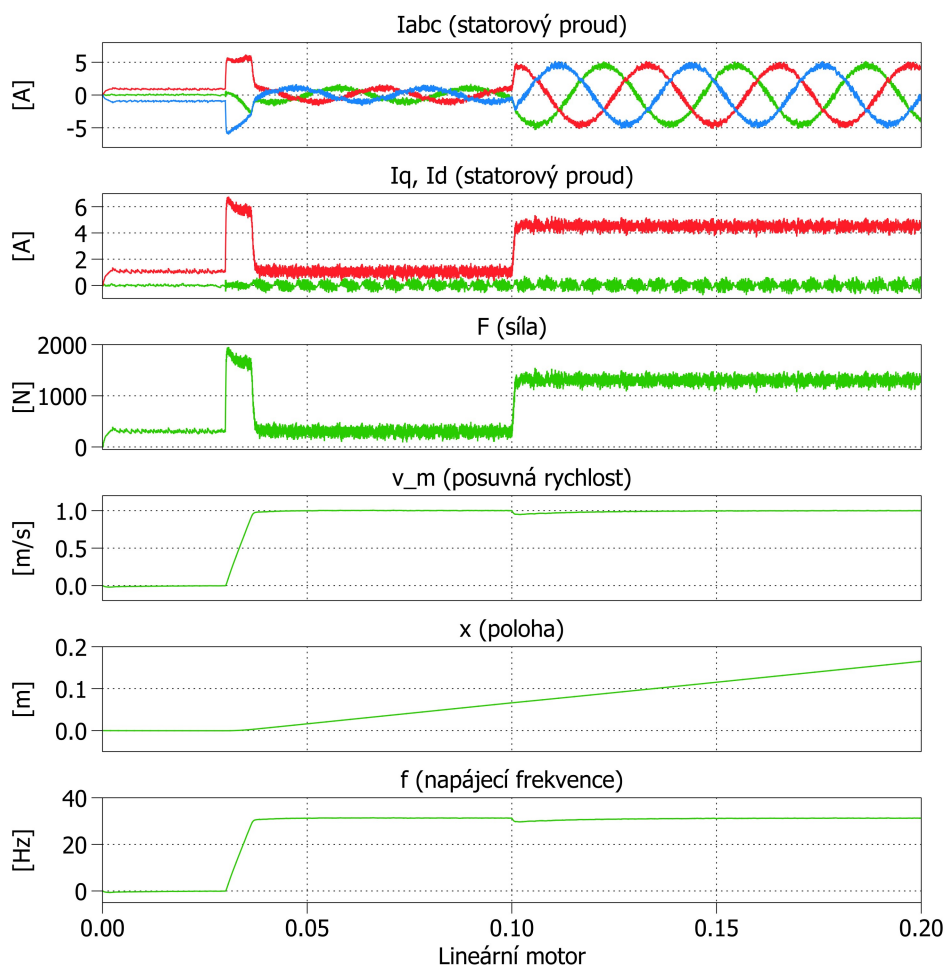 Iabc (statorový proud)
[A]
5
0
-5
Iq, Id (statorový proud)
[A]
6
4
2
0
F (síla)
[N]
2000
1000
0
v_m (posuvná rychlost)
[m/s]
1.0
0.5
0.0
x (poloha)
[m]
0.2
0.1
0.0
f (napájecí frekvence)
[Hz]
40
20
0
0.00 0.05 0.10 0.15 0.20
Lineární motor